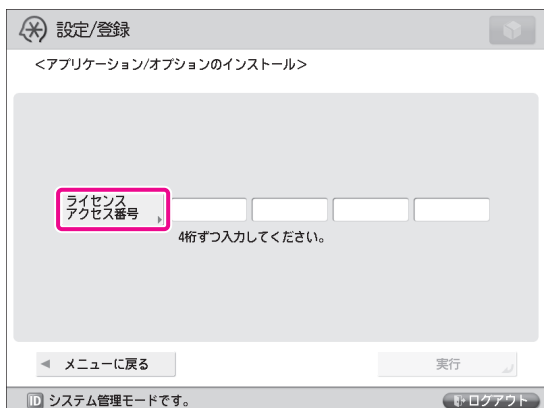 設定/登録
<アプリケーション/オプションのインストール>
ライセンス
アクセス番号
4桁ずつ入力してください。
メニューに戻る
実行
ID システム管理モードです。
ログアウト